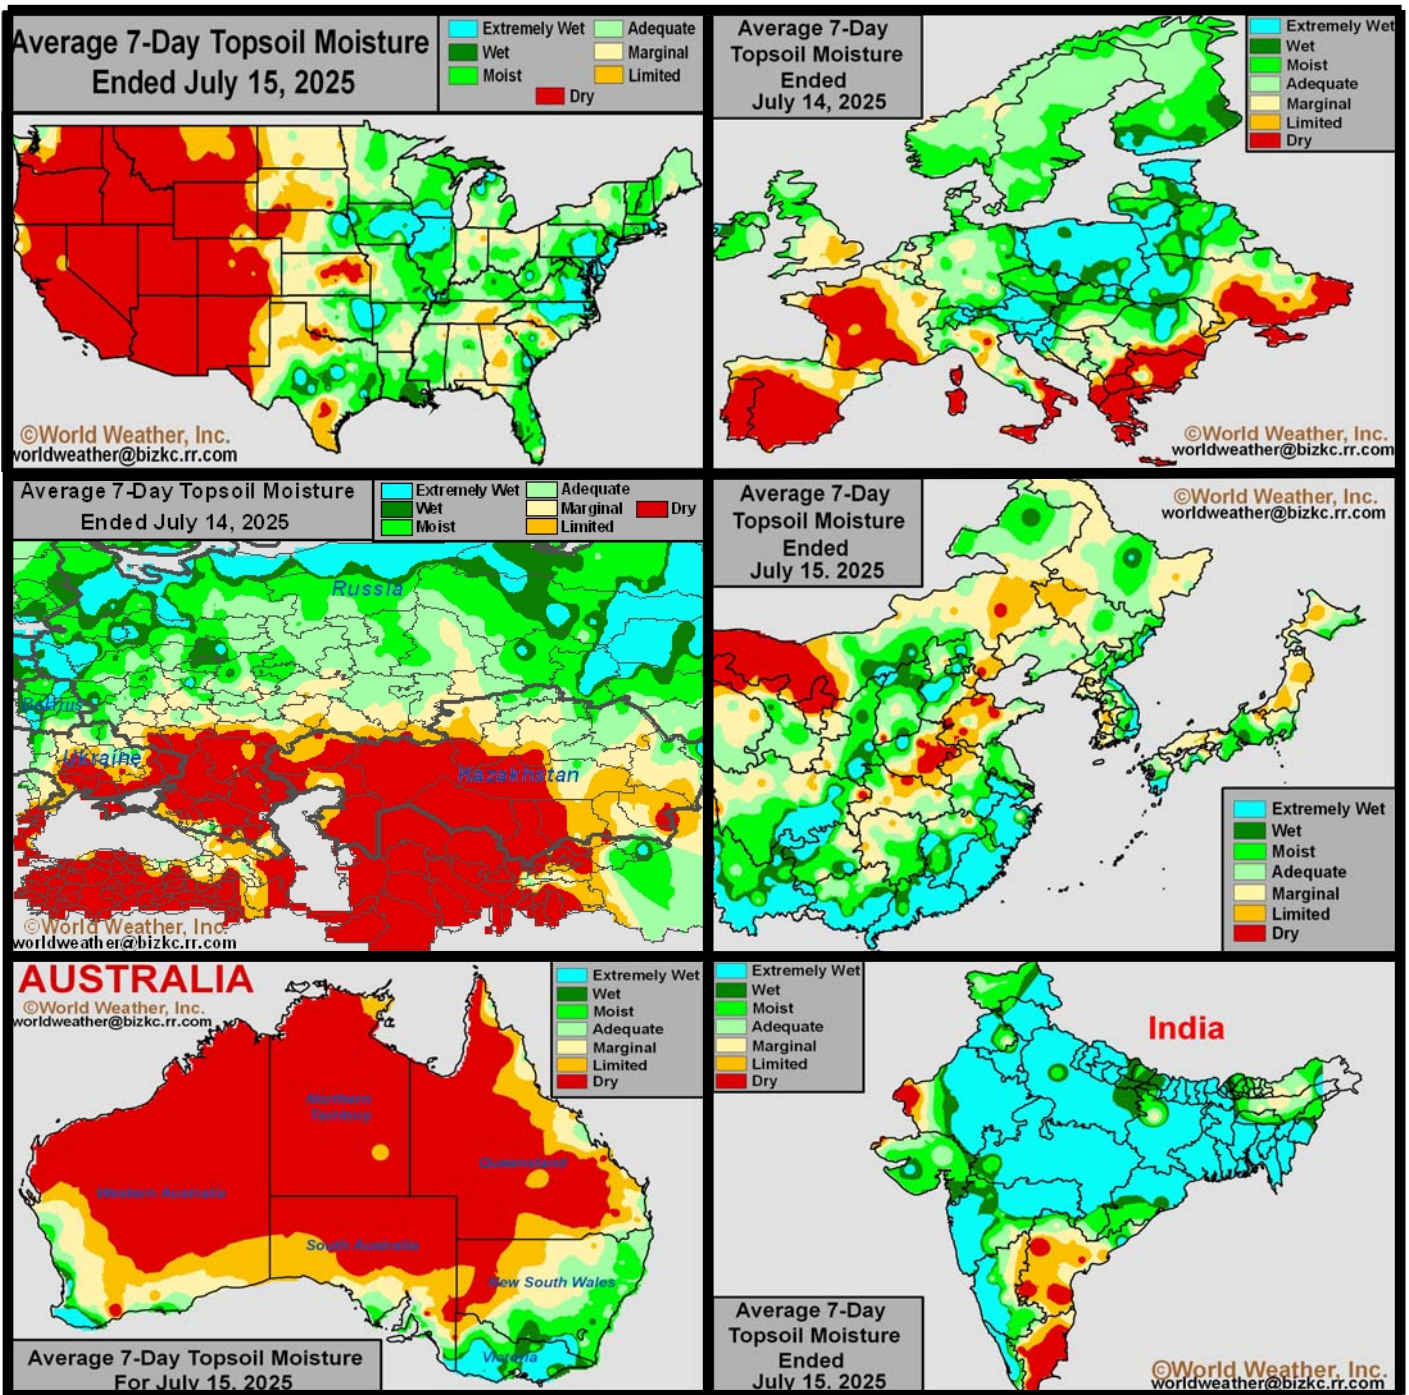 Average 7-Day Topsoil Moisture
Ended July 15, 2025
Extremely Wet
Adequate
Wet
Marginal
Moist
Limited
Dry
©World Weather, Inc.
worldweather@bizkc.rr.com
Average 7-Day
Topsoil Moisture
Ended
July 14, 2025
Extremely Wet
Wet
Moist
Adequate
Marginal
Limited
Dry
©World Weather, Inc.
worldweather@bizkc.rr.com
Average 7-Day Topsoil Moisture
Ended July 14, 2025
Extremely Wet
Adequate
Wet
Marginal
Dry
Moist
Limited
Russia
Belarus
Ukraine
Kazakhstan
©World Weather, Inc.
worldweather@bizkc.rr.com
Average 7-Day
Topsoil Moisture
Ended
July 15. 2025
©World Weather, Inc.
worldweather@bizkc.rr.com
Extremely Wet
Wet
Moist
Adequate
Marginal
Limited
Dry
AUSTRALIA
©World Weather, Inc.
worldweather@bizkc.rr.com
Extremely Wet
Wet
Moist
Adequate
Marginal
Limited
Dry
Northern
Territory
Queensland
Western Australia
South Australia
New South Wales
Victoria
Average 7-Day Topsoil Moisture
For July 15. 2025
Extremely Wet
Wet
Moist
Adequate
Marginal
Limited
Dry
India
Average 7-Day
Topsoil Moisture
Ended
July 15. 2025
©World Weather, Inc.
worldweather@bizkc.rr.com